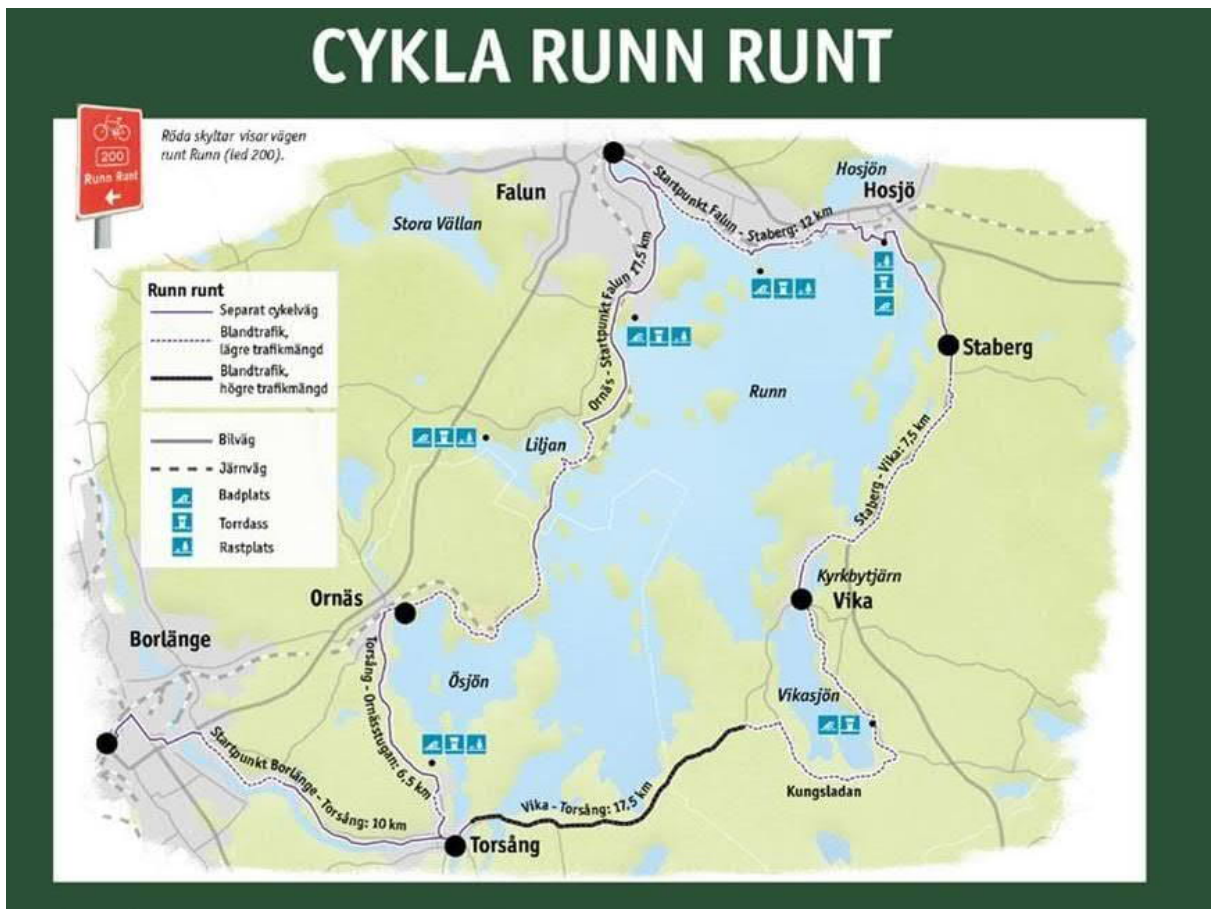 CYKLA RUNN RUNT
200
Runn Runt
Röda skyltar visar vägen
runt Runn (led 200).
Falun
Stora Vällan
Hosjön
Hosjö
Startpunkt Falun - Staberg: 12 km
Ornäs - Startpunkt Falun 17,5 km
Runn runt
Separat cykelväg
Blandtrafik,
lägre trafikmängd
Blandtrafik,
högre trafikmängd
Bilväg
Järnväg
Badplats
Torrdass
Rastplats
Staberg
Runn
Liljan
Staberg - Vika: 7,5 km
Kyrkbytjärn
Vika
Ornäs
Borlänge
Ösjön
Torsång - Ornässtugan: 6,5 km
Vikasjön
Startpunkt Borlänge - Torsång: 10 km
Vika - Torsång: 17,5 km
Kungsladan
Torsång